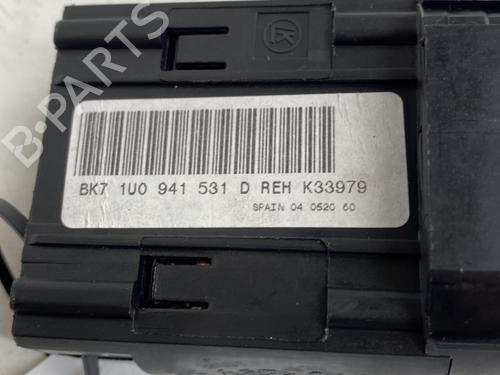 BK7 1U0 941 531 D REH K33979
SPAIN 04 0520 60
B-PARTS